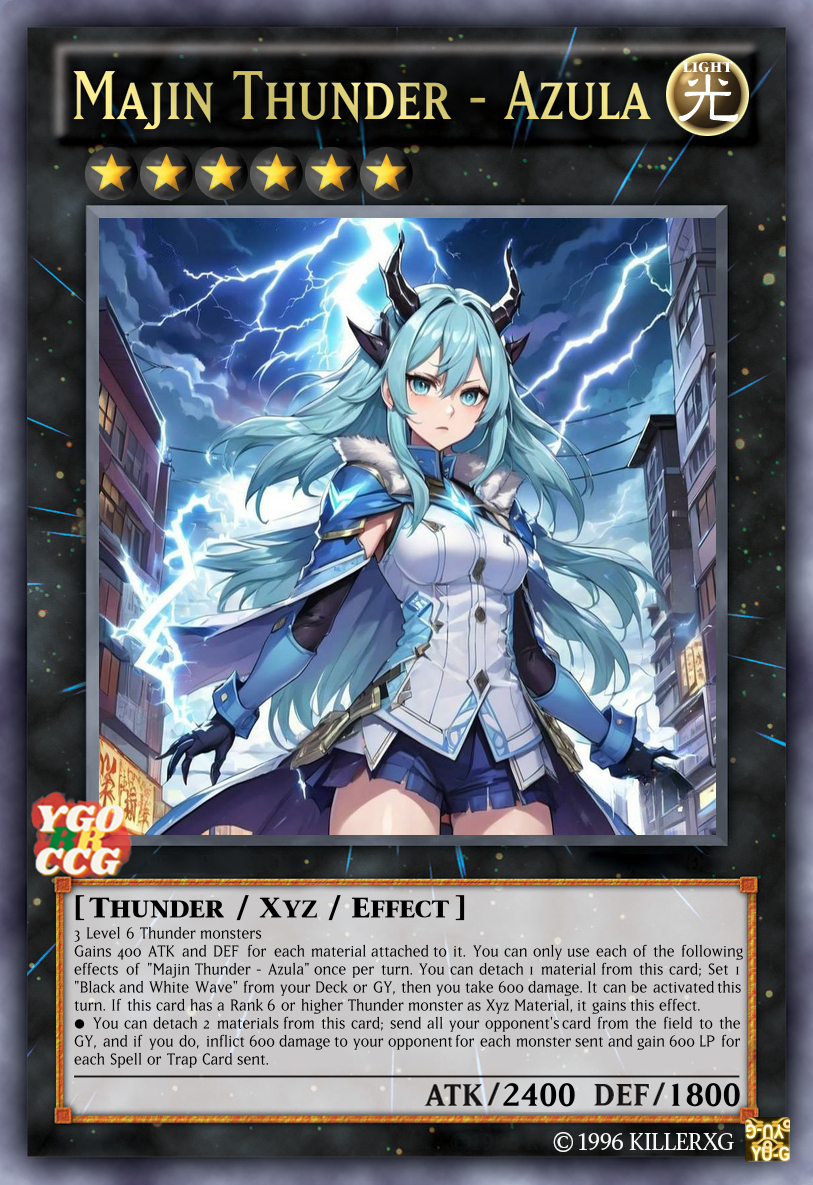 Majin Thunder - Azula
LIGHT
光
YGO
BR
CCG
[ Thunder / Xyz / Effect ]
3 Level 6 Thunder monsters
Gains 400 ATK and DEF for each material attached to it. You can only use each of the following
effects of "Majin Thunder - Azula" once per turn. You can detach 1 material from this card; Set 1
"Black and White Wave" from your Deck or GY, then you take 600 damage. It can be activated this
turn. If this card has a Rank 6 or higher Thunder monster as Xyz Material, it gains this effect.
● You can detach 2 materials from this card; send all your opponent's card from the field to the
GY, and if you do, inflict 600 damage to your opponent for each monster sent and gain 600 LP for
each Spell or Trap Card sent.
ATK/2400 DEF/1800
© 1996 KILLERXG